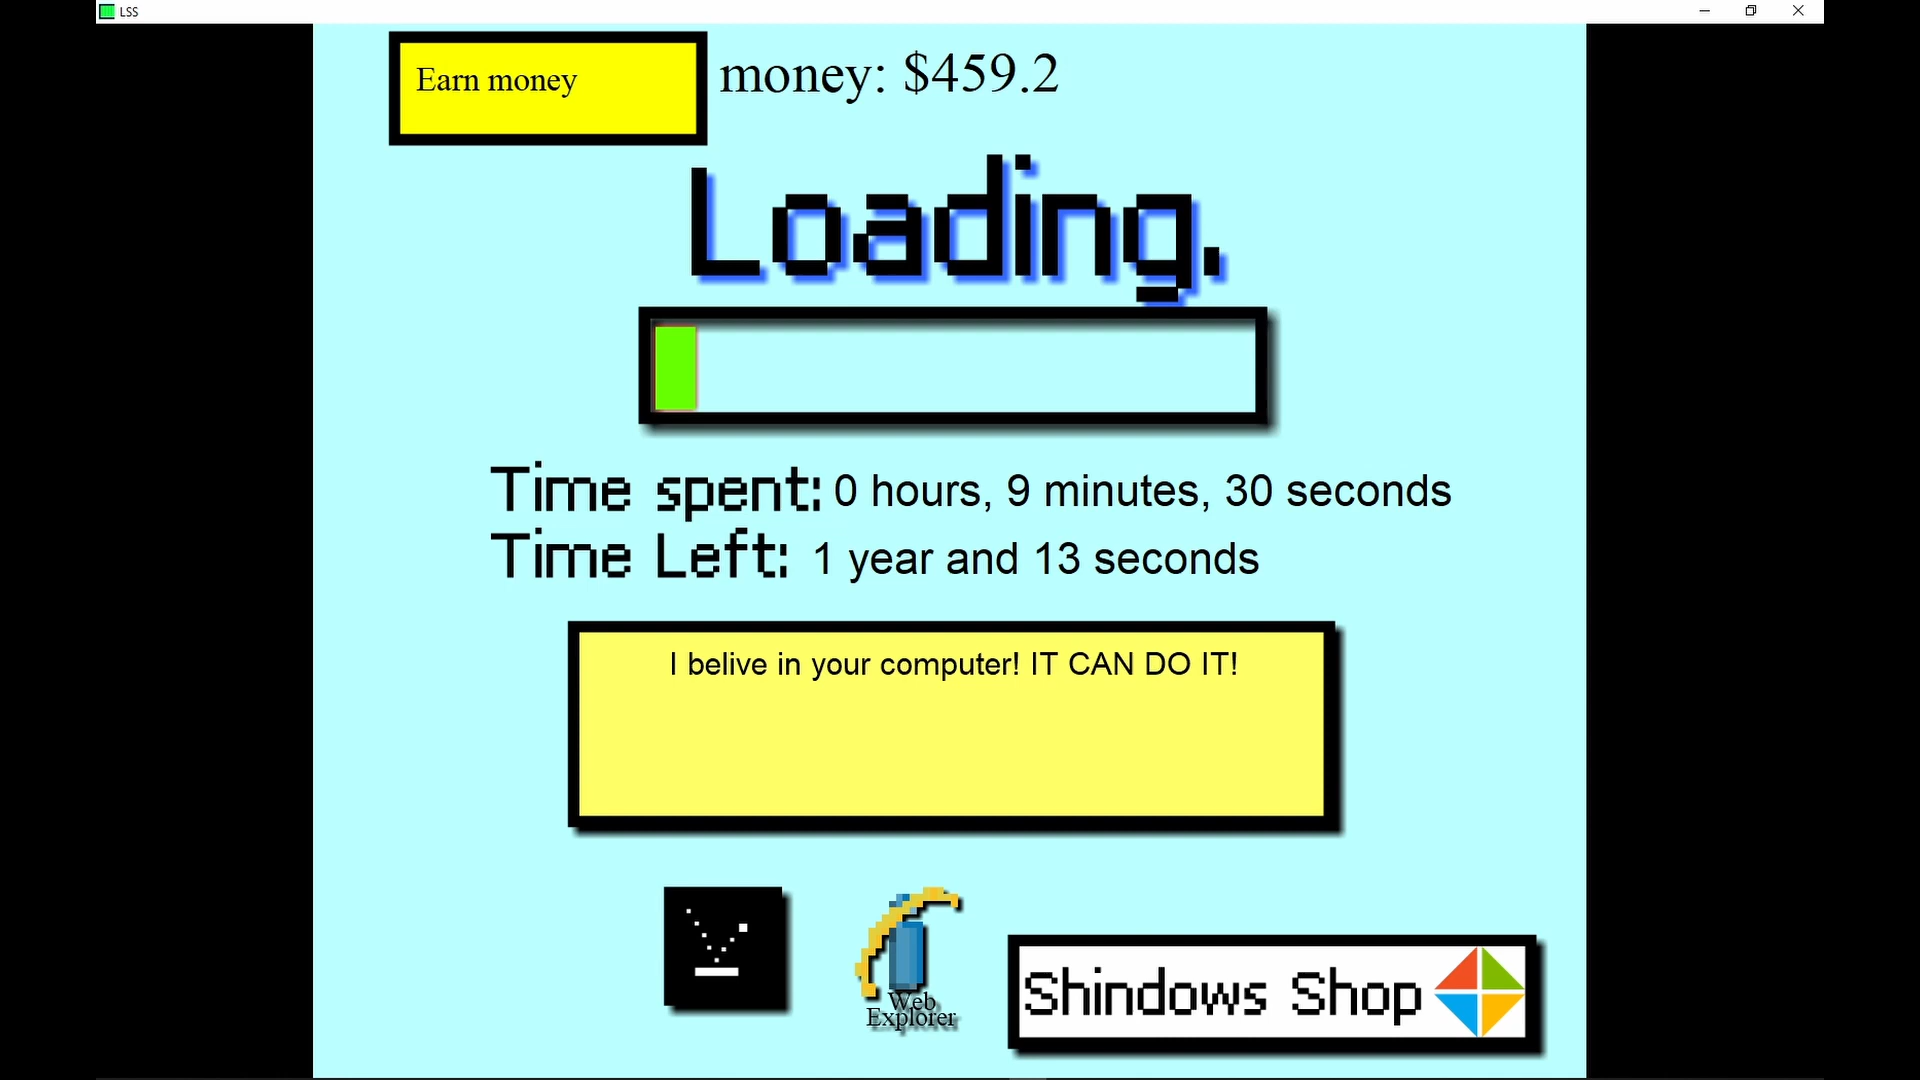 LSS
Earn money
money: $459.2
Loading.
Time spent: 0 hours, 9 minutes, 30 seconds
Time Left: 1 year and 13 seconds
I belive in your computer! IT CAN DO IT!
Web
Explorer
Shindows Shop